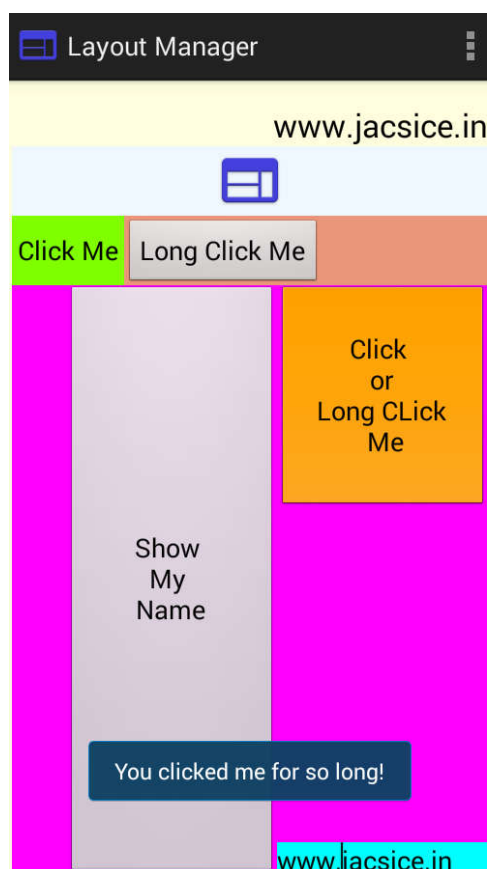 Layout Manager
www.jacsice.in
Click Me
Long Click Me
Click
or
Long CLick
Me
Show
My
Name
You clicked me for so long!
www.jacsice.in